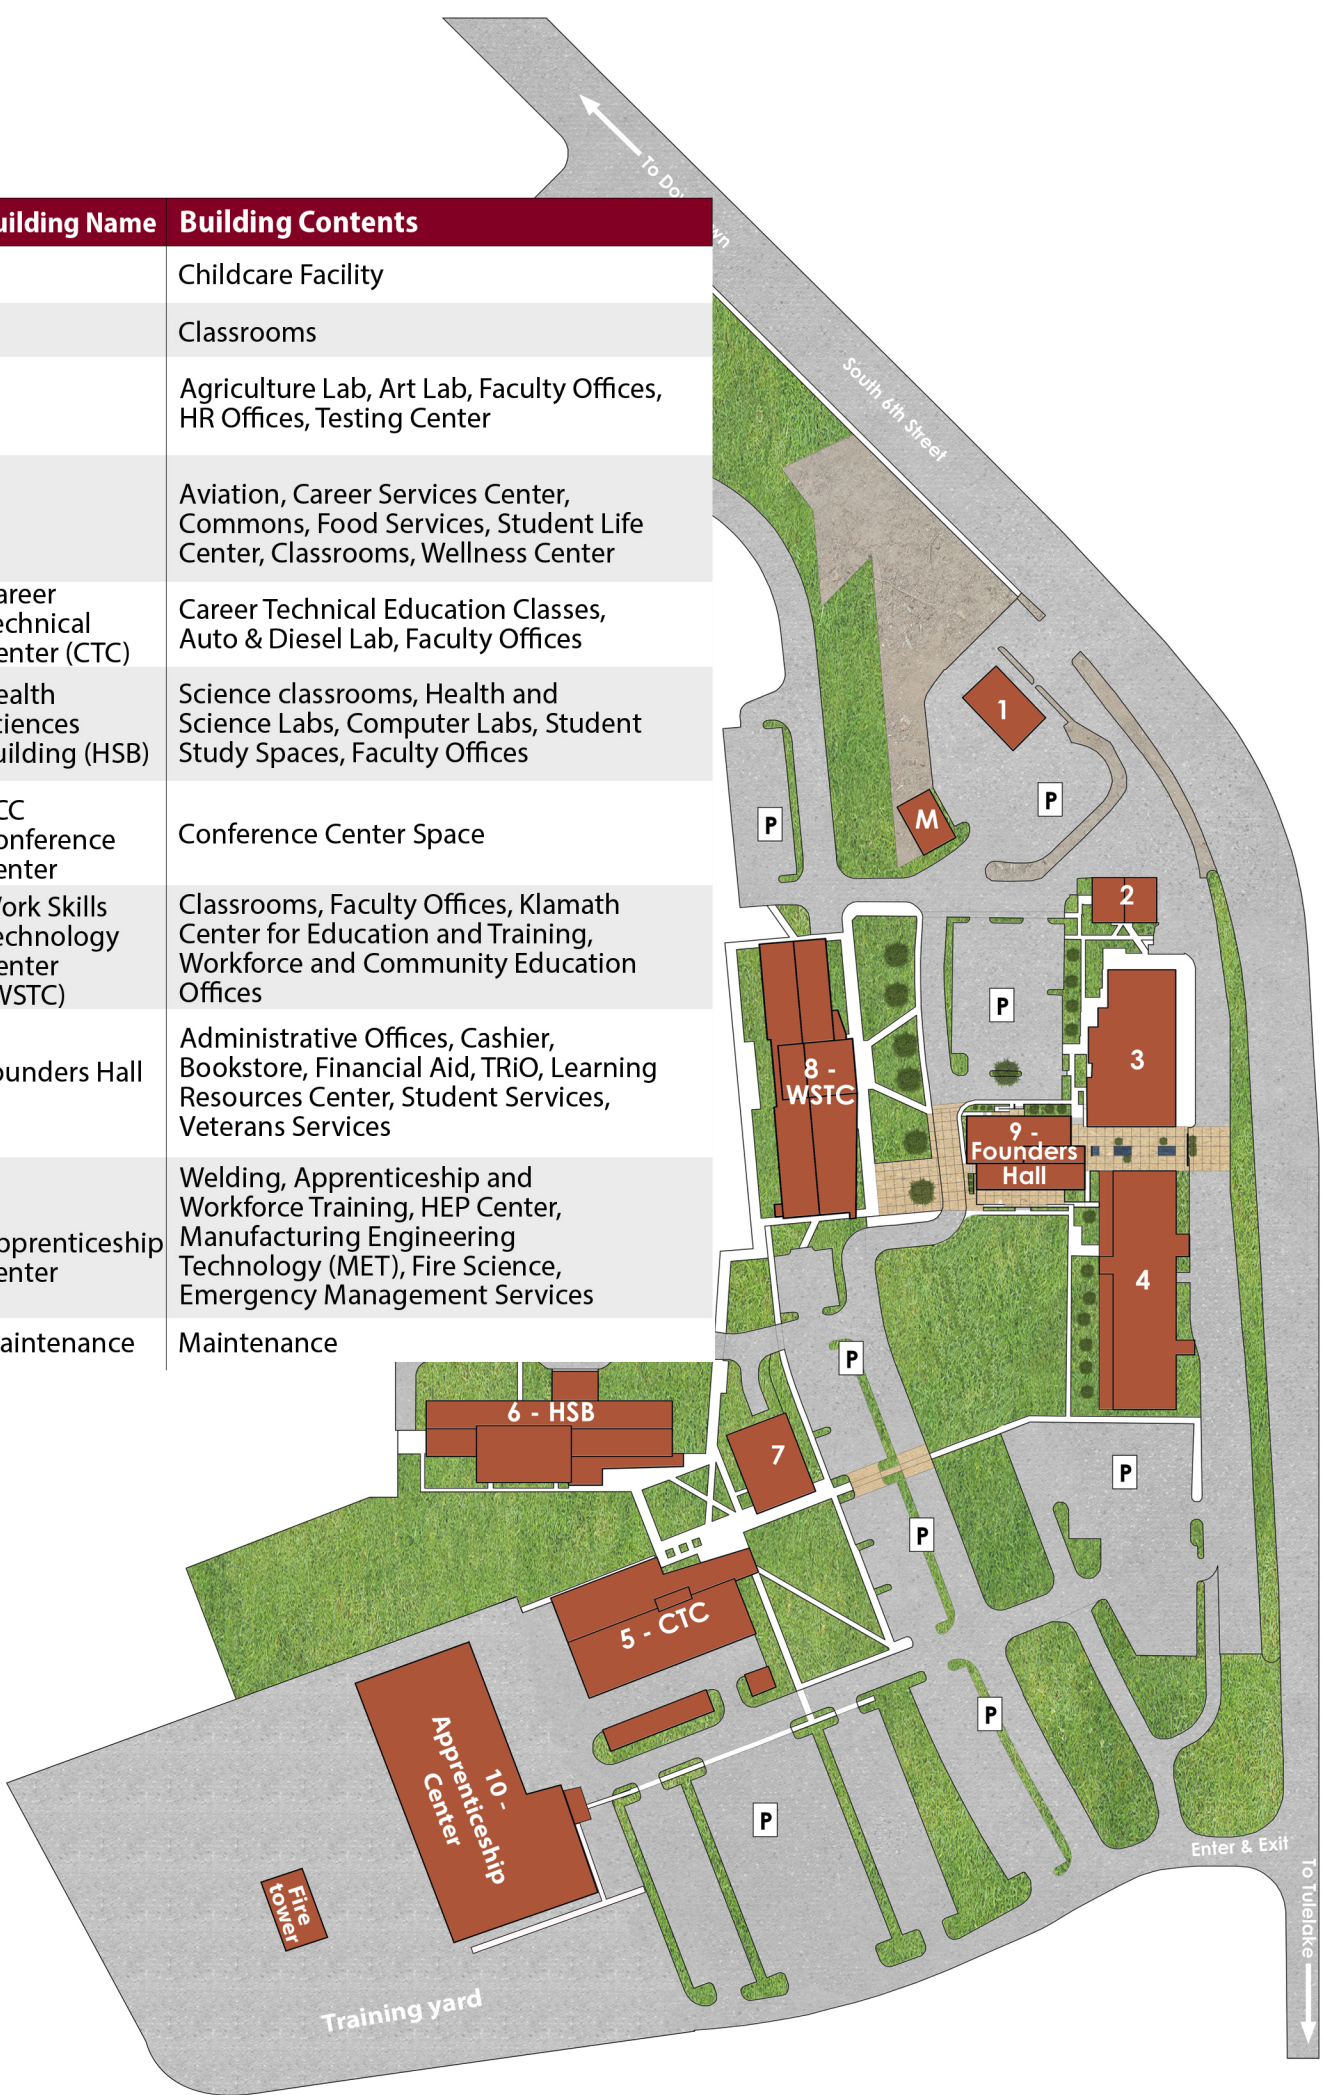 To Do
wn
uilding Name Building Contents
Childcare Facility
Classrooms
Agriculture Lab, Art Lab, Faculty Offices,
HR Offices, Testing Center
Aviation, Career Services Center,
Commons, Food Services, Student Life
Center, Classrooms, Wellness Center
areer
echnical
enter (CTC)
Career Technical Education Classes,
Auto & Diesel Lab, Faculty Offices
ealth
ciences
uilding (HSB)
Science classrooms, Health and
Science Labs, Computer Labs, Student
Study Spaces, Faculty Offices
CC
onference
enter
Conference Center Space
ork Skills
echnology
enter
WSTC)
Classrooms, Faculty Offices, Klamath
Center for Education and Training,
Workforce and Community Education
Offices
ounders Hall
Administrative Offices, Cashier,
Bookstore, Financial Aid, TRiO, Learning
Resources Center, Student Services,
Veterans Services
pprenticeship
enter
Welding, Apprenticeship and
Workforce Training, HEP Center,
Manufacturing Engineering
Technology (MET), Fire Science,
Emergency Management Services
aintenance
Maintenance
South 6th Street
1
P
M
P
2
P
3
8 -
WSTC
9 -
Founders
Hall
4
P
6 - HSB
7
P
P
5 - CTC
P
10 -
Apprenticeship
Center
P
Enter & Exit
To Tulelake
Fire
tower
Training yard